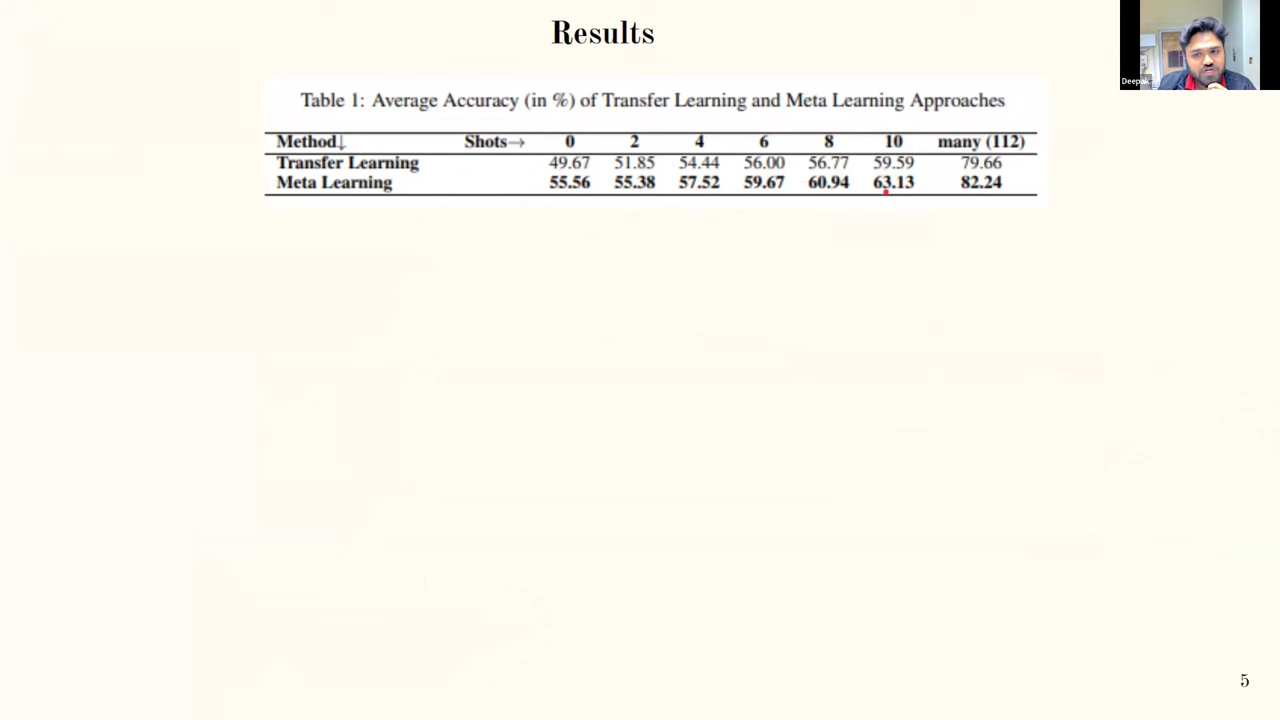 Results
Deepak
Table 1: Average Accuracy (in %) of Transfer Learning and Meta Learning Approaches
Method↓ Shots→ 0 2 4 6 8 10 many (112)
Transfer Learning 49.67 51.85 54.44 56.00 56.77 59.59 79.66
Meta Learning 55.56 55.38 57.52 59.67 60.94 63.13 82.24
5